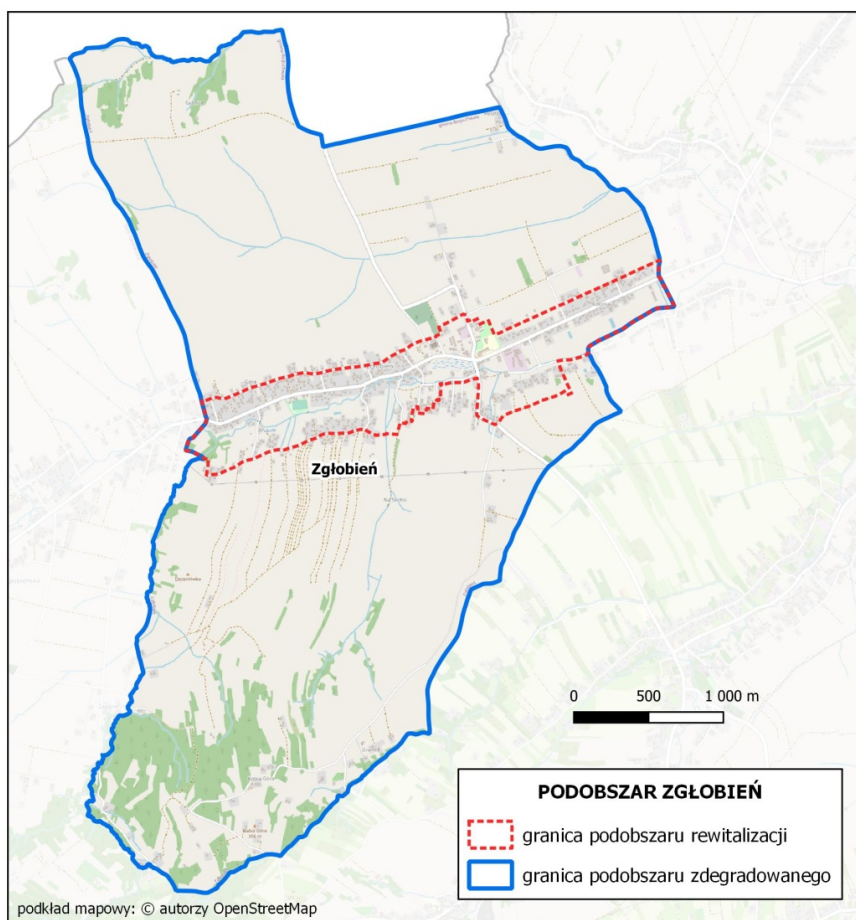 Zgłobień
0 500 1 000 m
PODOBSZAR ZGŁOBIEŃ
granica podobszaru rewitalizacji
granica podobszaru zdegradowanego
podkład mapowy: © autorzy OpenStreetMap